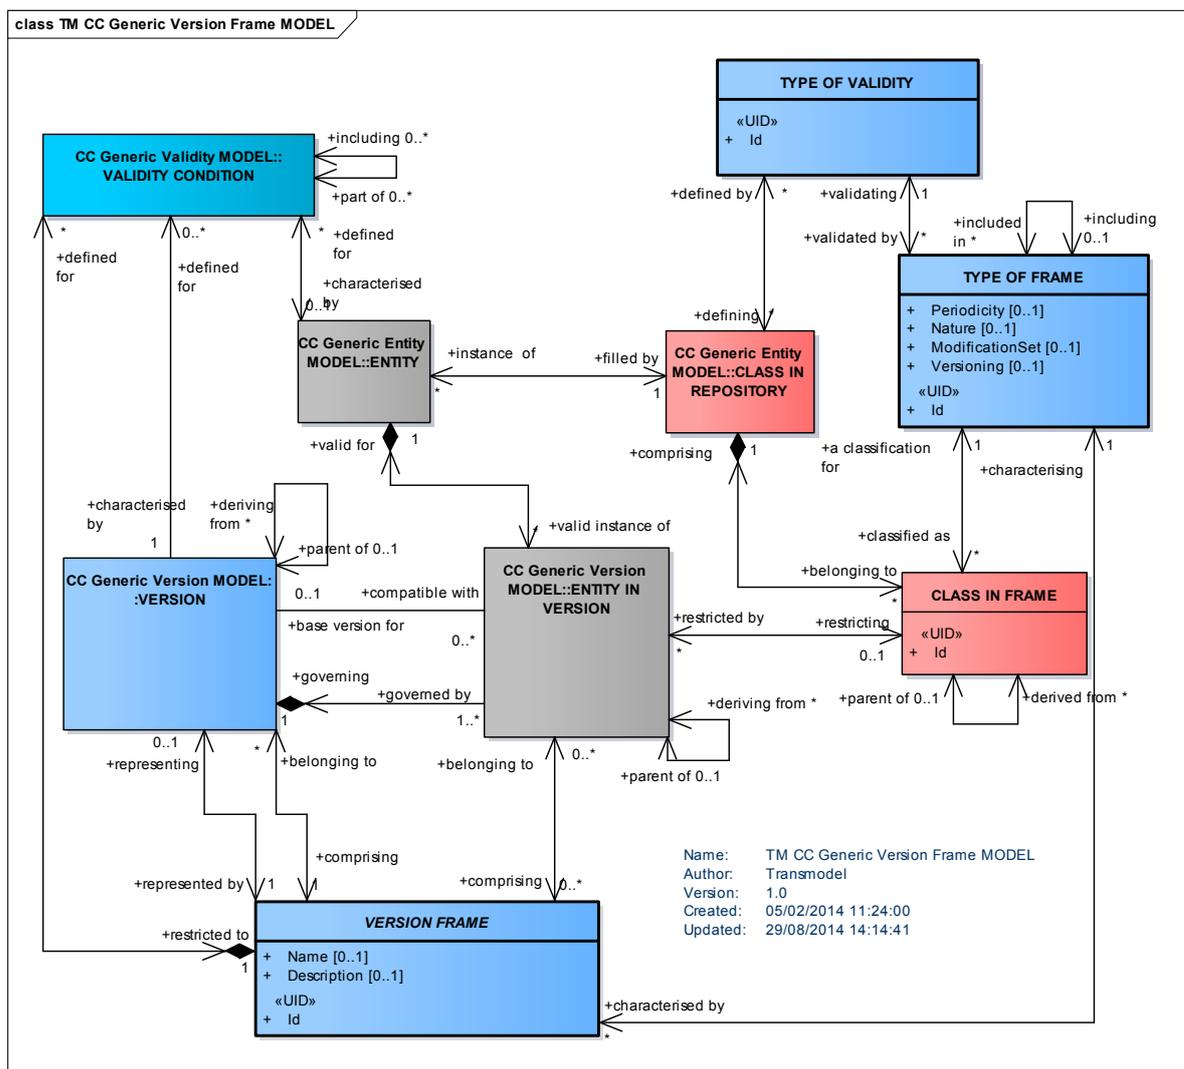 class TM CC Generic Version Frame MODEL
TYPE OF VALIDITY
«UID»
+ Id
CC Generic Validity MODEL::
VALIDITY CONDITION
+including 0..*
+part of 0..*
+defined by
*
+validating
1
+validated by
*
+included
in *
+including
0..1
*
+defined
for
0..*
+defined
for
*
+defined
for
+characterised
by
TYPE OF FRAME
+ Periodicity [0..1]
+ Nature [0..1]
+ ModificationSet [0..1]
+ Versioning [0..1]
«UID»
+ Id
+defining
*
CC Generic Entity
MODEL::ENTITY
+instance of
*
+filled by
1
CC Generic Entity
MODEL::CLASS IN
REPOSITORY
+valid for
1
+comprising
1
+a classification
for
1
+characterising
1
+characterised
by
1
+deriving
from *
+parent of 0..1
+valid instance of
*
+classified as
*
CC Generic Version MODEL:
:VERSION
0..1
+base version for
+compatible with
0..*
CC Generic Version
MODEL::ENTITY IN
VERSION
+belonging to
*
CLASS IN FRAME
«UID»
+ Id
+restricted by
*
+restricting
0..1
+governing
1
+governed by
1..*
+deriving from *
+parent of 0..1
+parent of 0..1
+derived from *
0..1
+representing
*
+belonging to
+belonging to
0..*
+represented by
1
+comprising
1
+comprising
0..*
Name: TM CC Generic Version Frame MODEL
Author: Transmodel
Version: 1.0
Created: 05/02/2014 11:24:00
Updated: 29/08/2014 14:14:41
+restricted to
1
VERSION FRAME
+ Name [0..1]
+ Description [0..1]
«UID»
+ Id
+characterised by
*